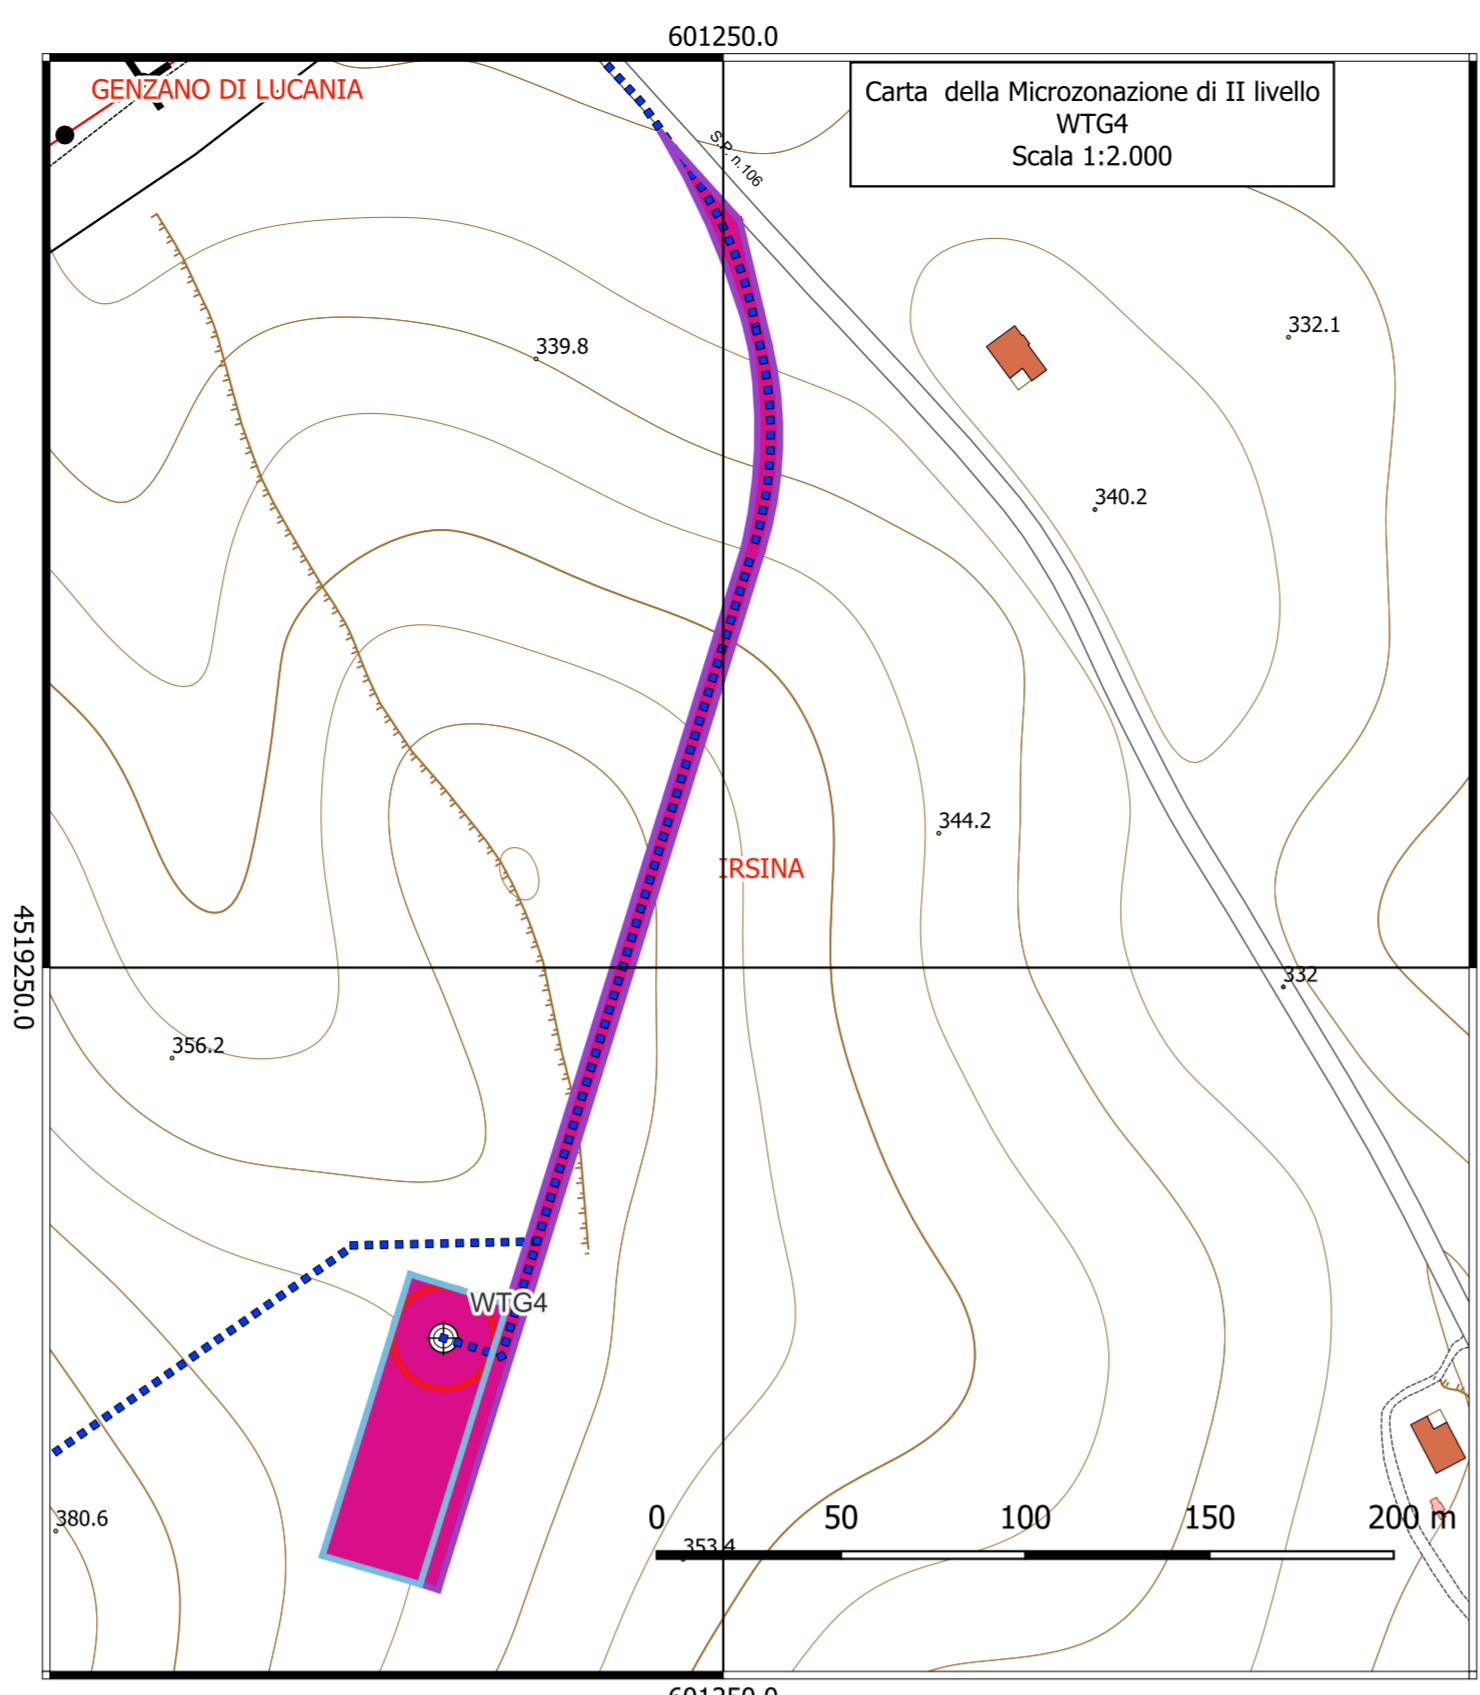 601250.0
GENZANO DI LUCANIA
Carta della Microzonazione di II livello
WTG4
Scala 1:2.000
S.P. n.106
332.1
339.8
340.2
344.2
IRSINA
4519250.0
332
356.2
WTG4
380.6
0 50 100 150 200 m
353.4
601250.0